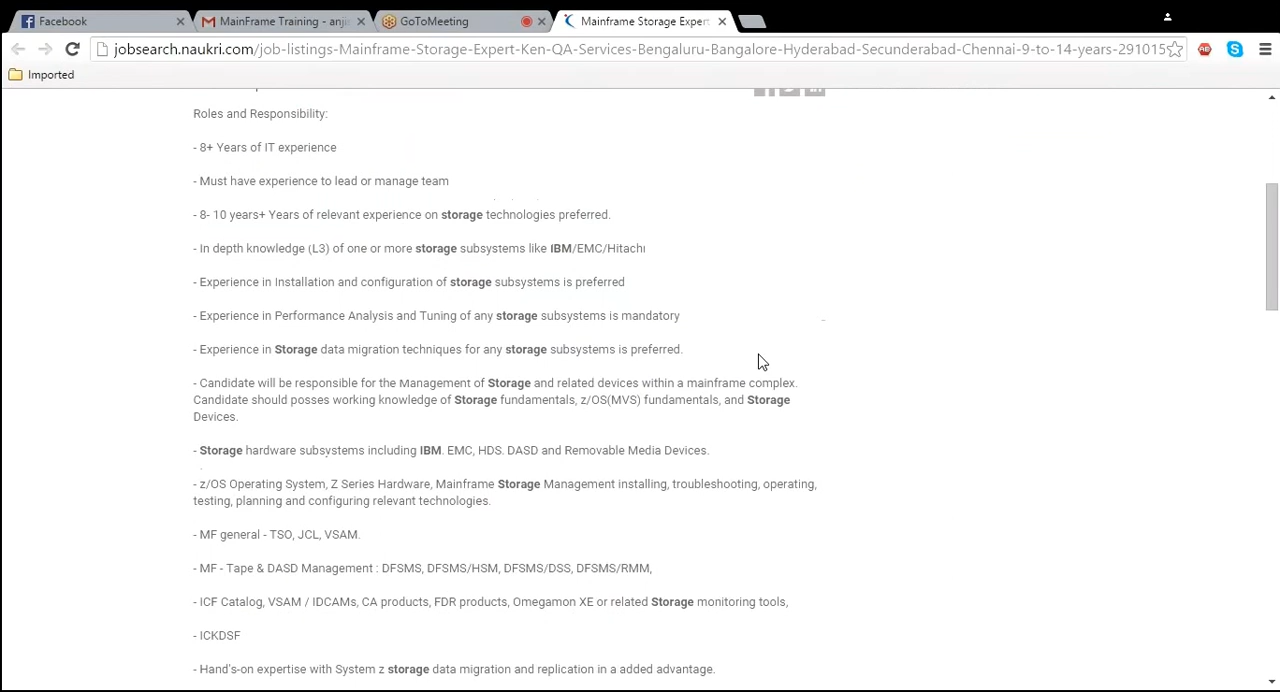 Facebook
MainFrame Training - anji
GoToMeeting
Mainframe Storage Expert
jobsearch.naukri.com/job-listings-Mainframe-Storage-Expert-Ken-QA-Services-Bengaluru-Bangalore-Hyderabad-Secunderabad-Chennai-9-to-14-years-291015
Imported
Roles and Responsibility:
- 8+ Years of IT experience
- Must have experience to lead or manage team
- 8- 10 years+ Years of relevant experience on storage technologies preferred.
- In depth knowledge (L3) of one or more storage subsystems like IBM/EMC/Hitachi
- Experience in Installation and configuration of storage subsystems is preferred
- Experience in Performance Analysis and Tuning of any storage subsystems is mandatory
- Experience in Storage data migration techniques for any storage subsystems is preferred.
- Candidate will be responsible for the Management of Storage and related devices within a mainframe complex.
Candidate should posses working knowledge of Storage fundamentals, z/OS(MVS) fundamentals, and Storage
Devices.
- Storage hardware subsystems including IBM. EMC, HDS. DASD and Removable Media Devices.
- z/OS Operating System, Z Series Hardware, Mainframe Storage Management installing, troubleshooting, operating,
testing, planning and configuring relevant technologies.
- MF general - TSO, JCL, VSAM.
- MF - Tape & DASD Management : DFSMS, DFSMS/HSM, DFSMS/DSS, DFSMS/RMM,
- ICF Catalog, VSAM / IDCAMs, CA products, FDR products, Omegamon XE or related Storage monitoring tools,
- ICKDSF
- Hand's-on expertise with System z storage data migration and replication in a added advantage.